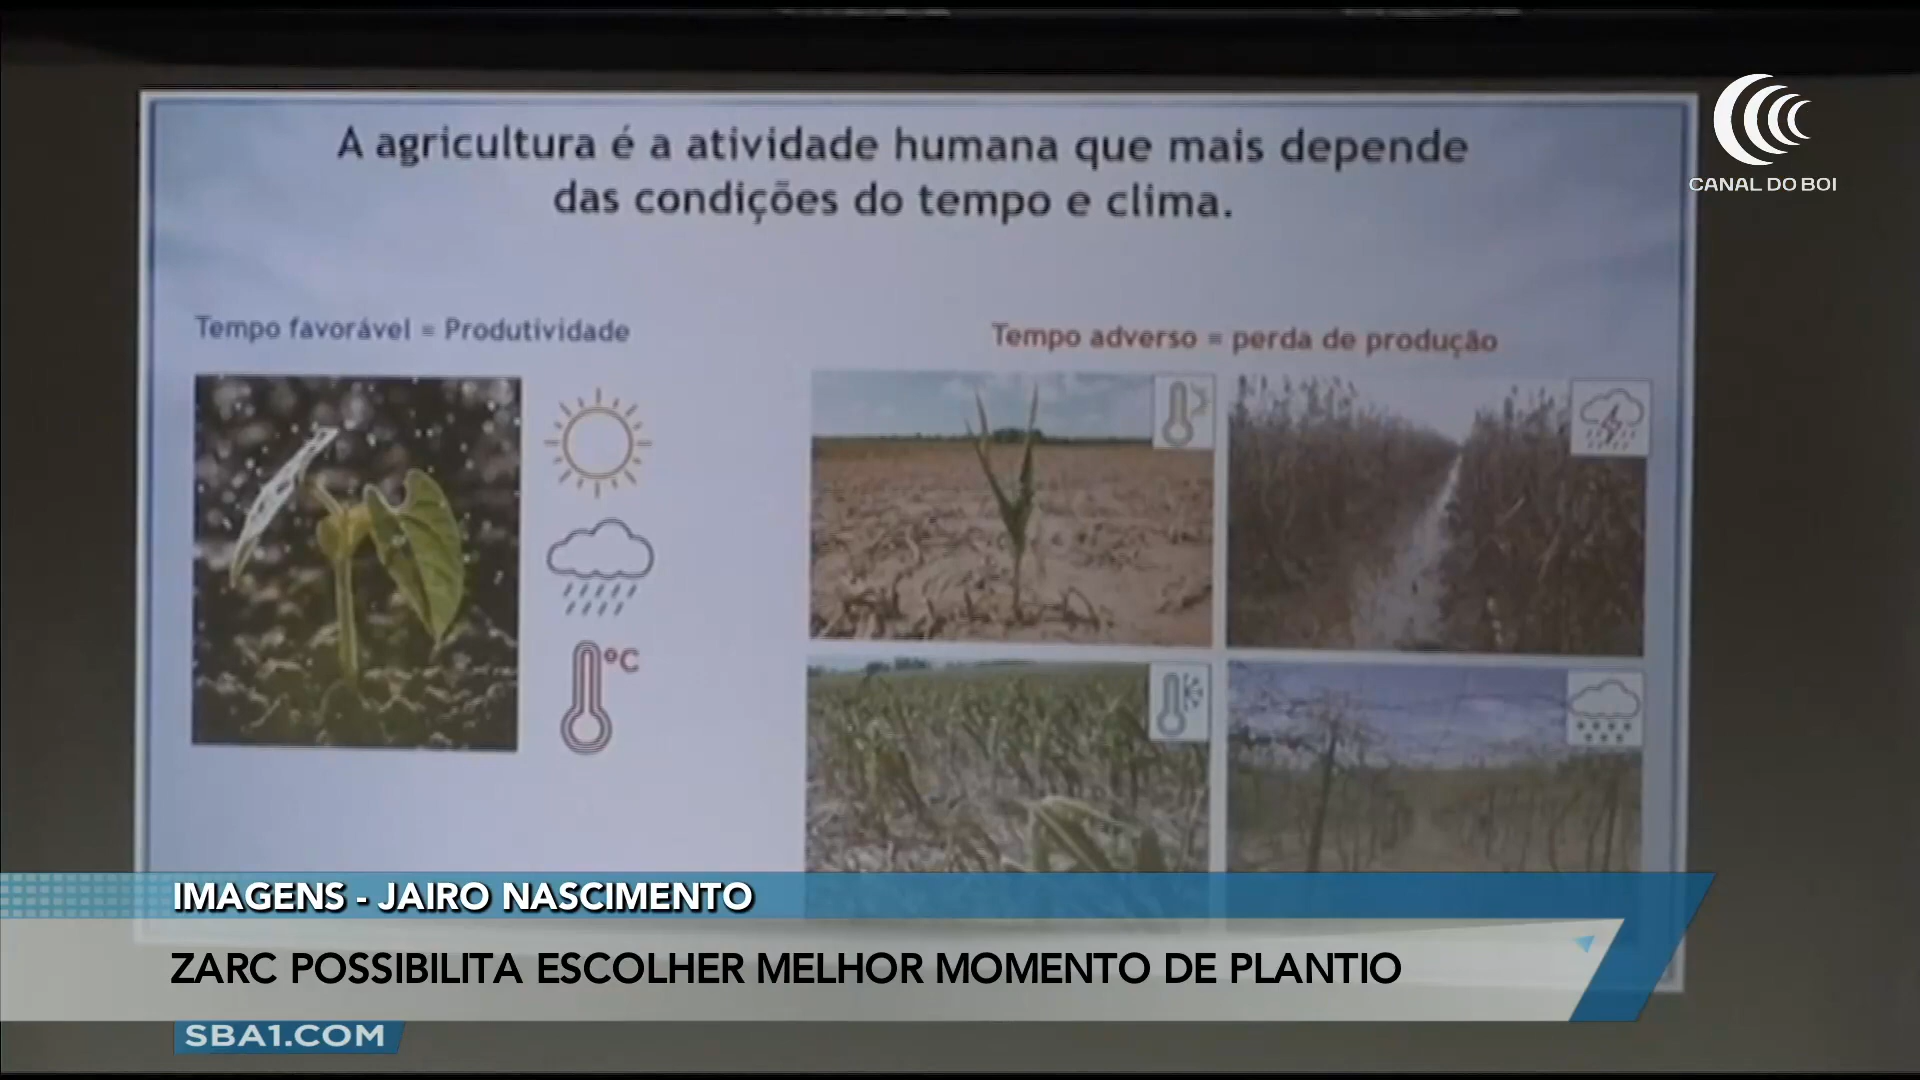 A agricultura é a atividade humana que mais depende
das condições do tempo e clima.
CANAL DO BOI
Tempo favorável = Produtividade
Tempo adverso = perda de produção
°C
IMAGENS - JAIRO NASCIMENTO
ZARC POSSIBILITA ESCOLHER MELHOR MOMENTO DE PLANTIO
SBA1.COM